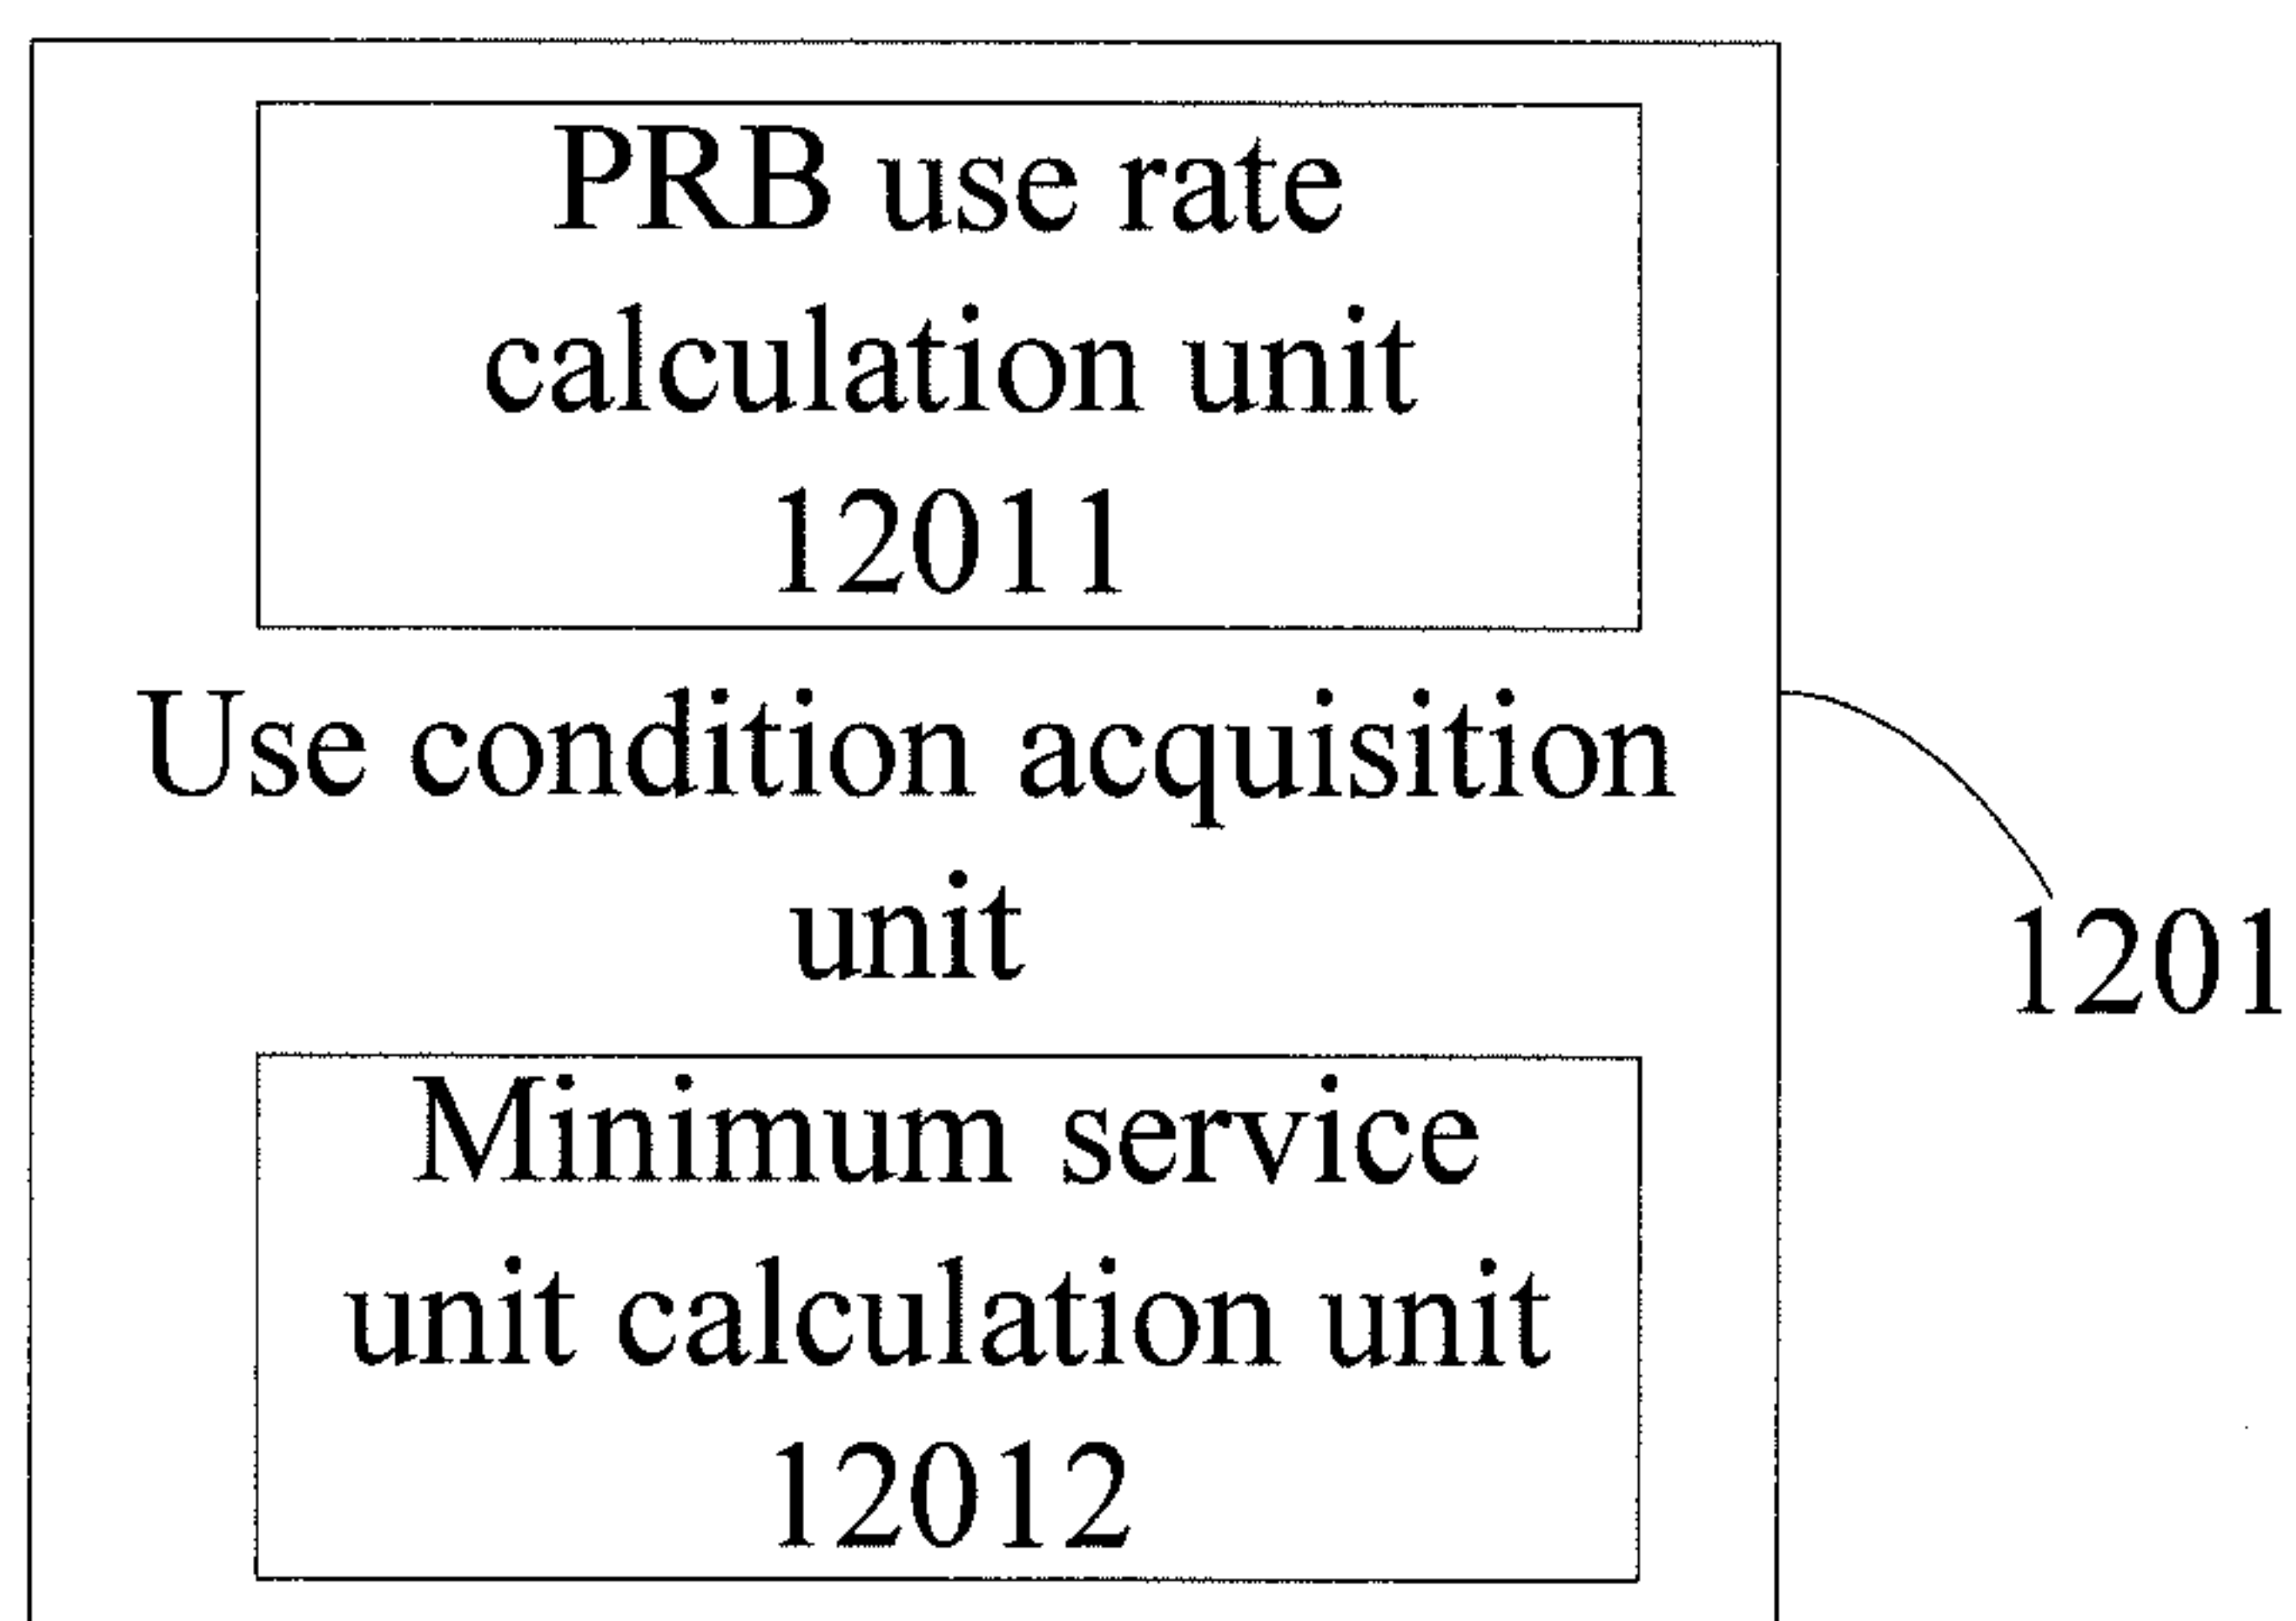 PRB use rate
calculation unit
12011
Use condition acquisition
unit
1201
Minimum service
unit calculation unit
12012